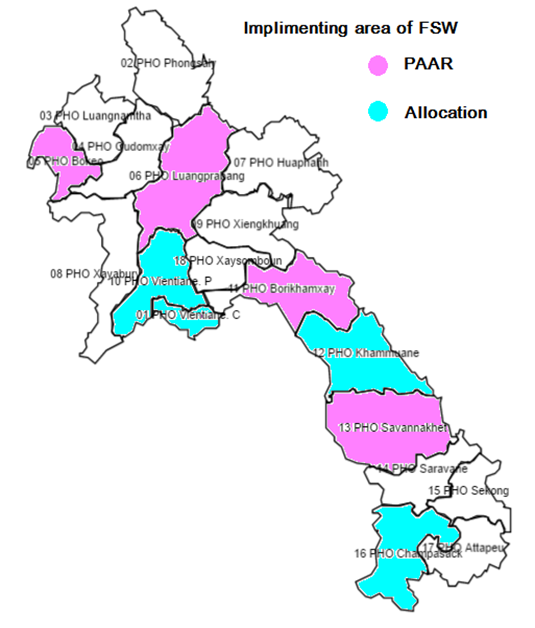 Implimenting area of FSW
PAAR
Allocation
02 PHO Phongsaly
03 PHO Luangnamtha
04 PHO Oudomxay
05 PHO Bokeo
06 PHO Luangprabang
07 PHO Huaphanh
09 PHO Xiengkhuang
18 PHO Xaysomboun
08 PHO Xayabury
10 PHO Vientiane. P
11 PHO Borikhamxay
01 PHO Vientiane. C
12 PHO Khammuane
13 PHO Savannakhet
14 PHO Saravane
15 PHO Sekong
17 PHO Attapeu
16 PHO Champasack